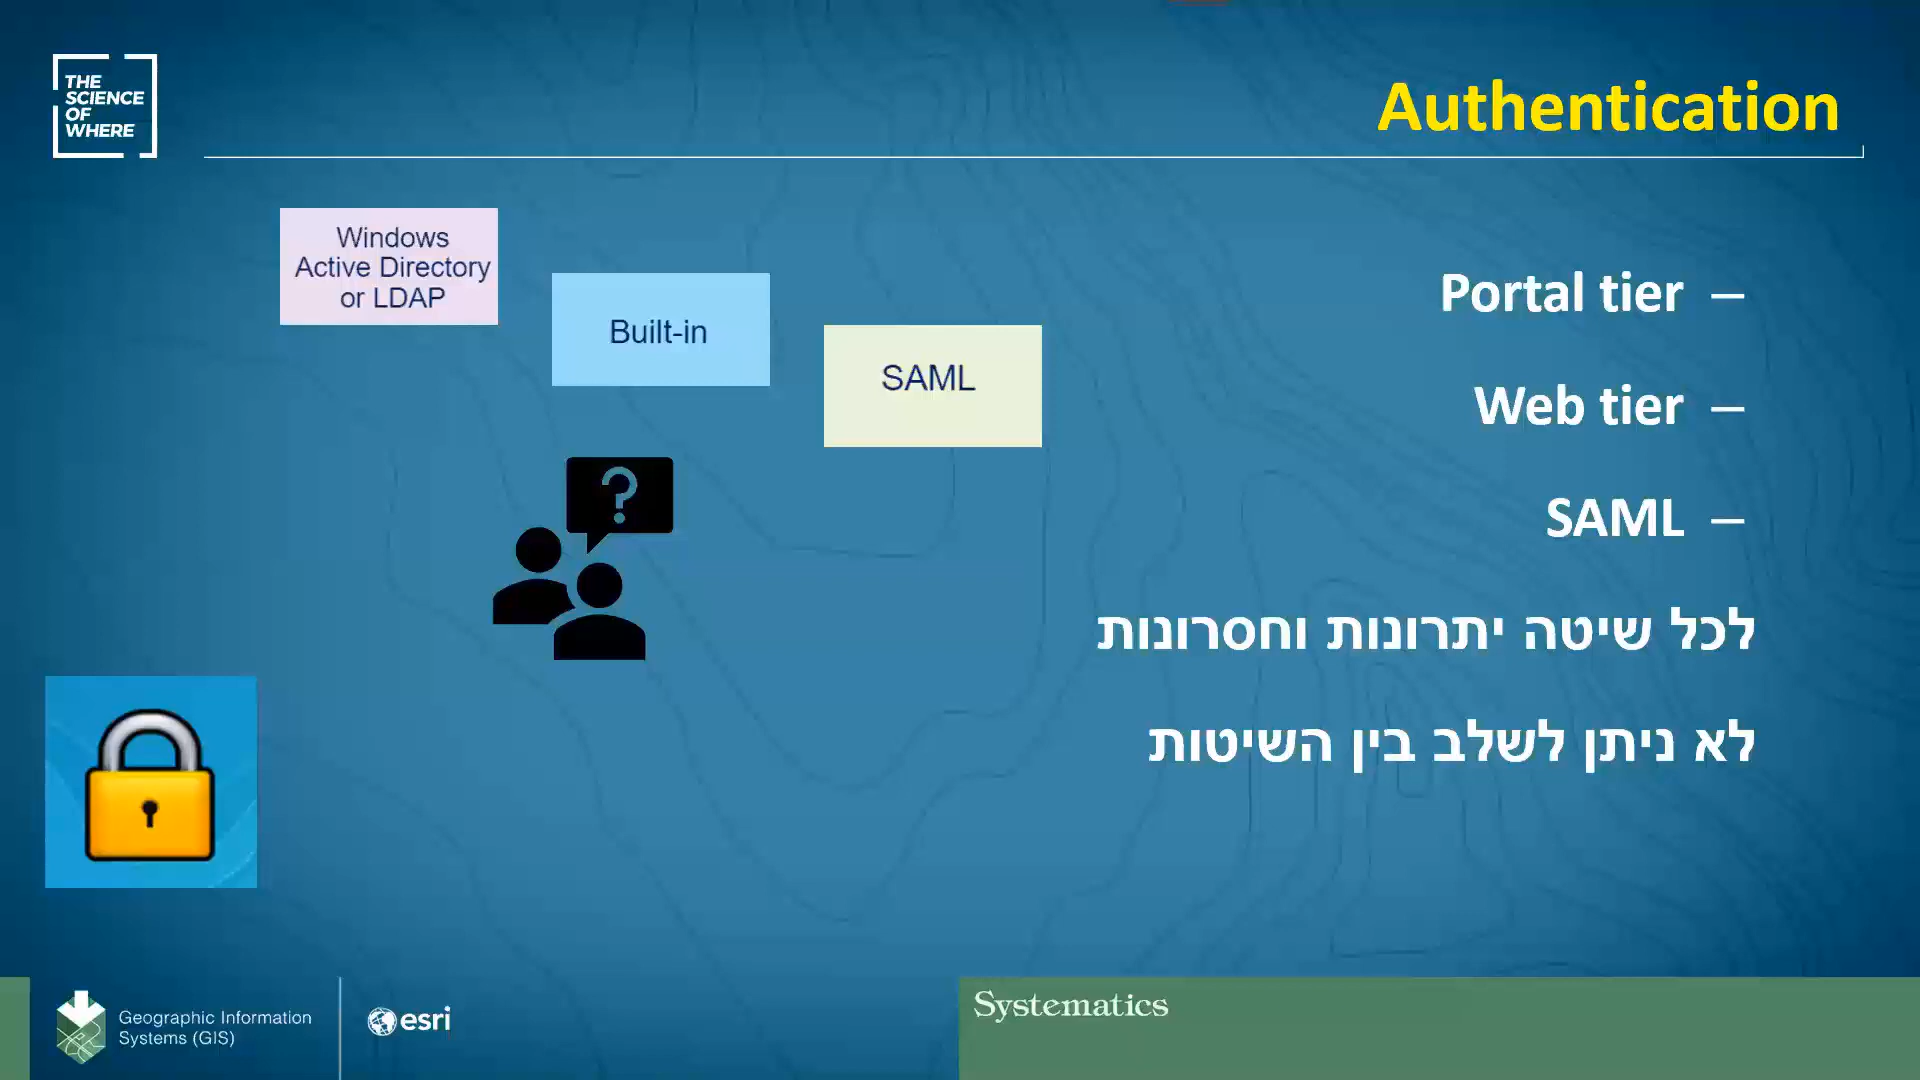 THE
SCIENCE
OF
WHERE
Authentication
Windows
Active Directory
or LDAP
Built-in
SAML
?
Portal tier –
Web tier –
SAML –
לכל שיטה יתרונות וחסרונות
לא ניתן לשלב בין השיטות
Geographic Information
Systems (GIS)
esri
Systematics